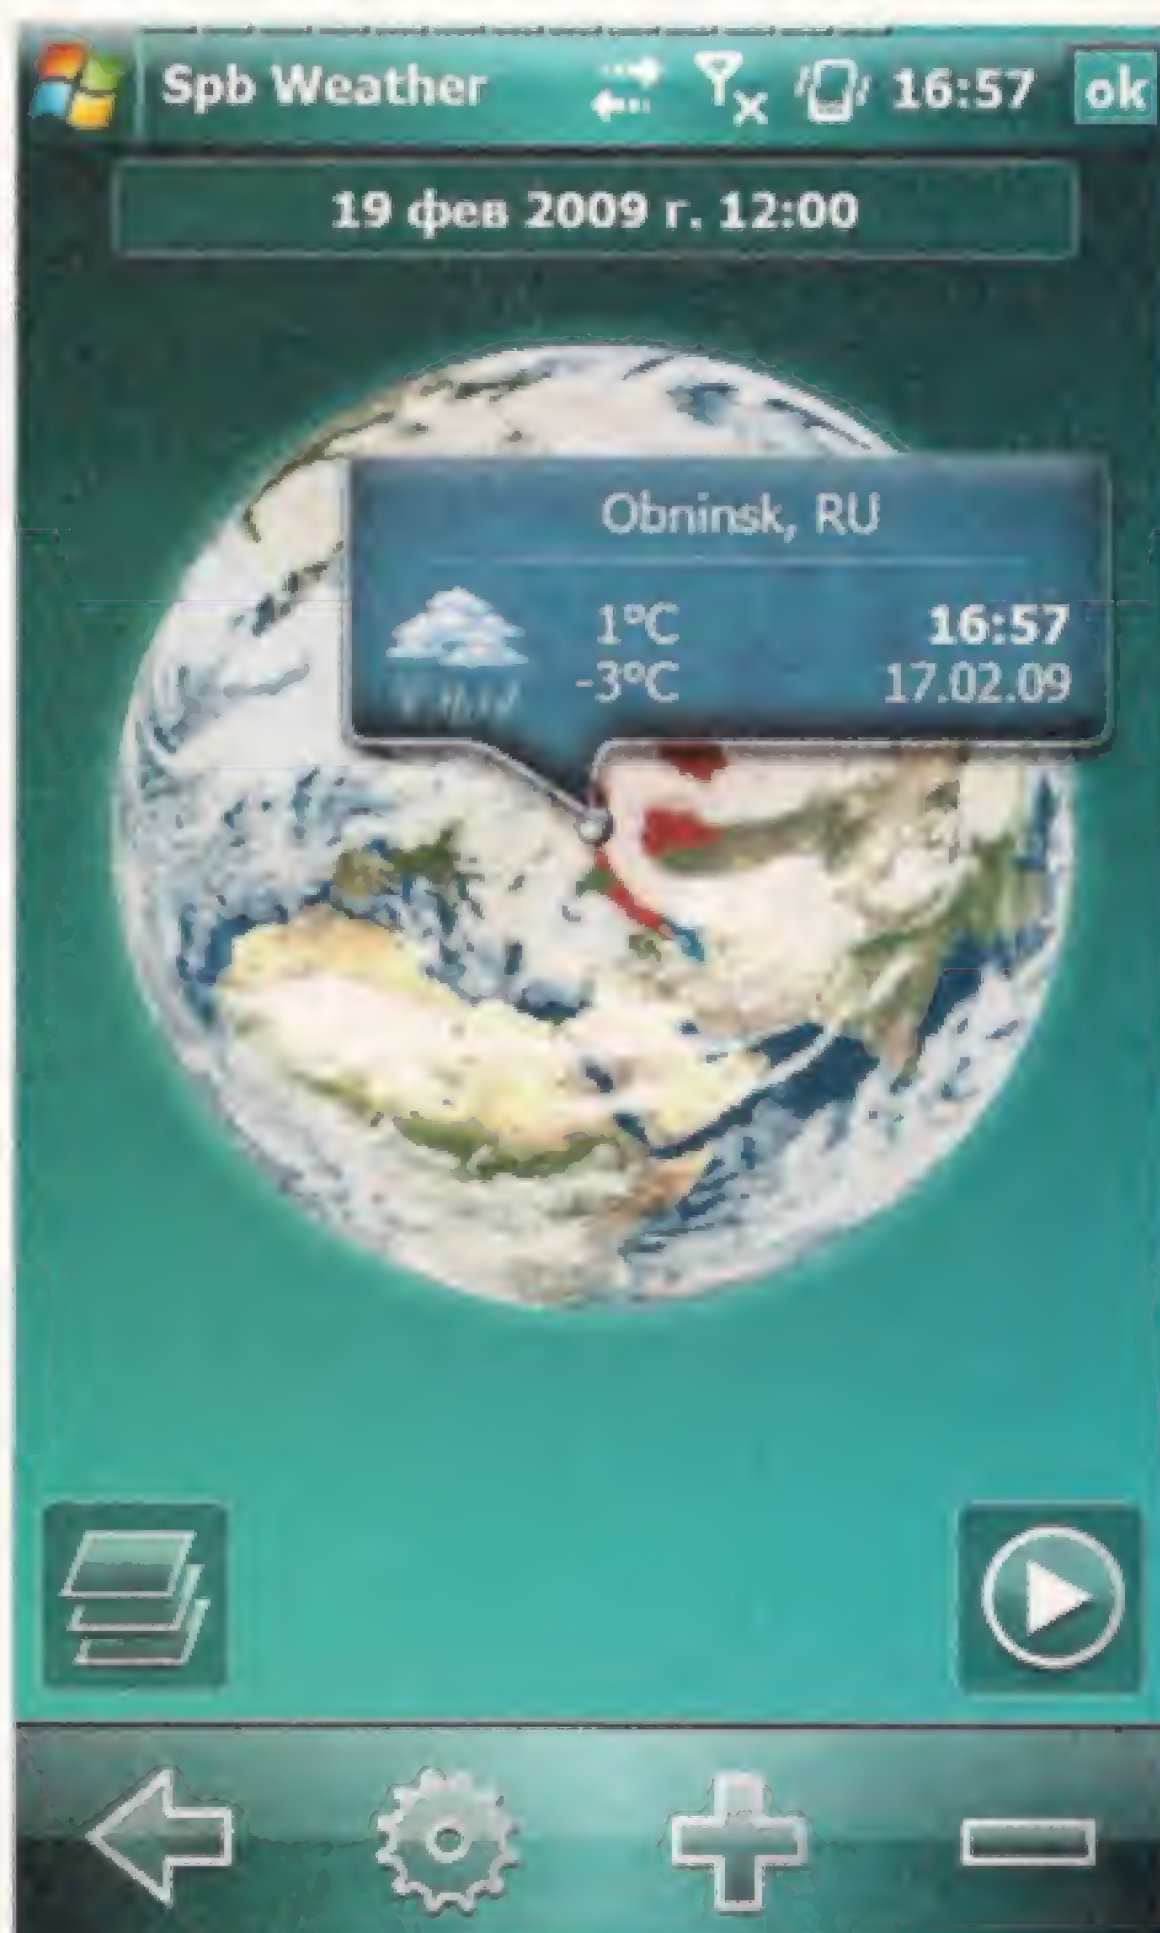 Spb Weather 16:57 ok
19 фев 2009 г. 12:00
Obninsk, RU
1°C 16:57
-3°C 17.02.09